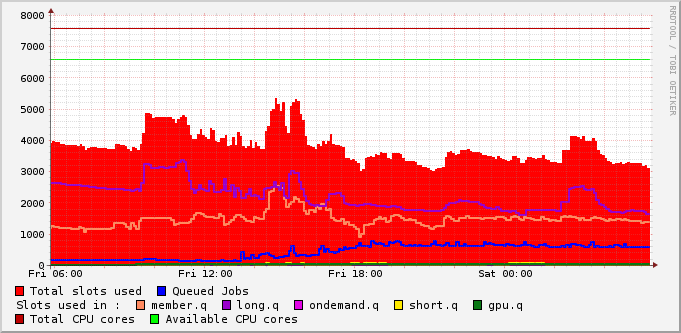 8000
7000
6000
5000
4000
3000
2000
1000
0
Fri 06:00 Fri 12:00 Fri 18:00 Sat 00:00
Total slots used Queued Jobs
Slots used in : member.q long.q ondemand.q short.q gpu.q
Total CPU cores Available CPU cores
RRDTOOL / TOBI OETIKER